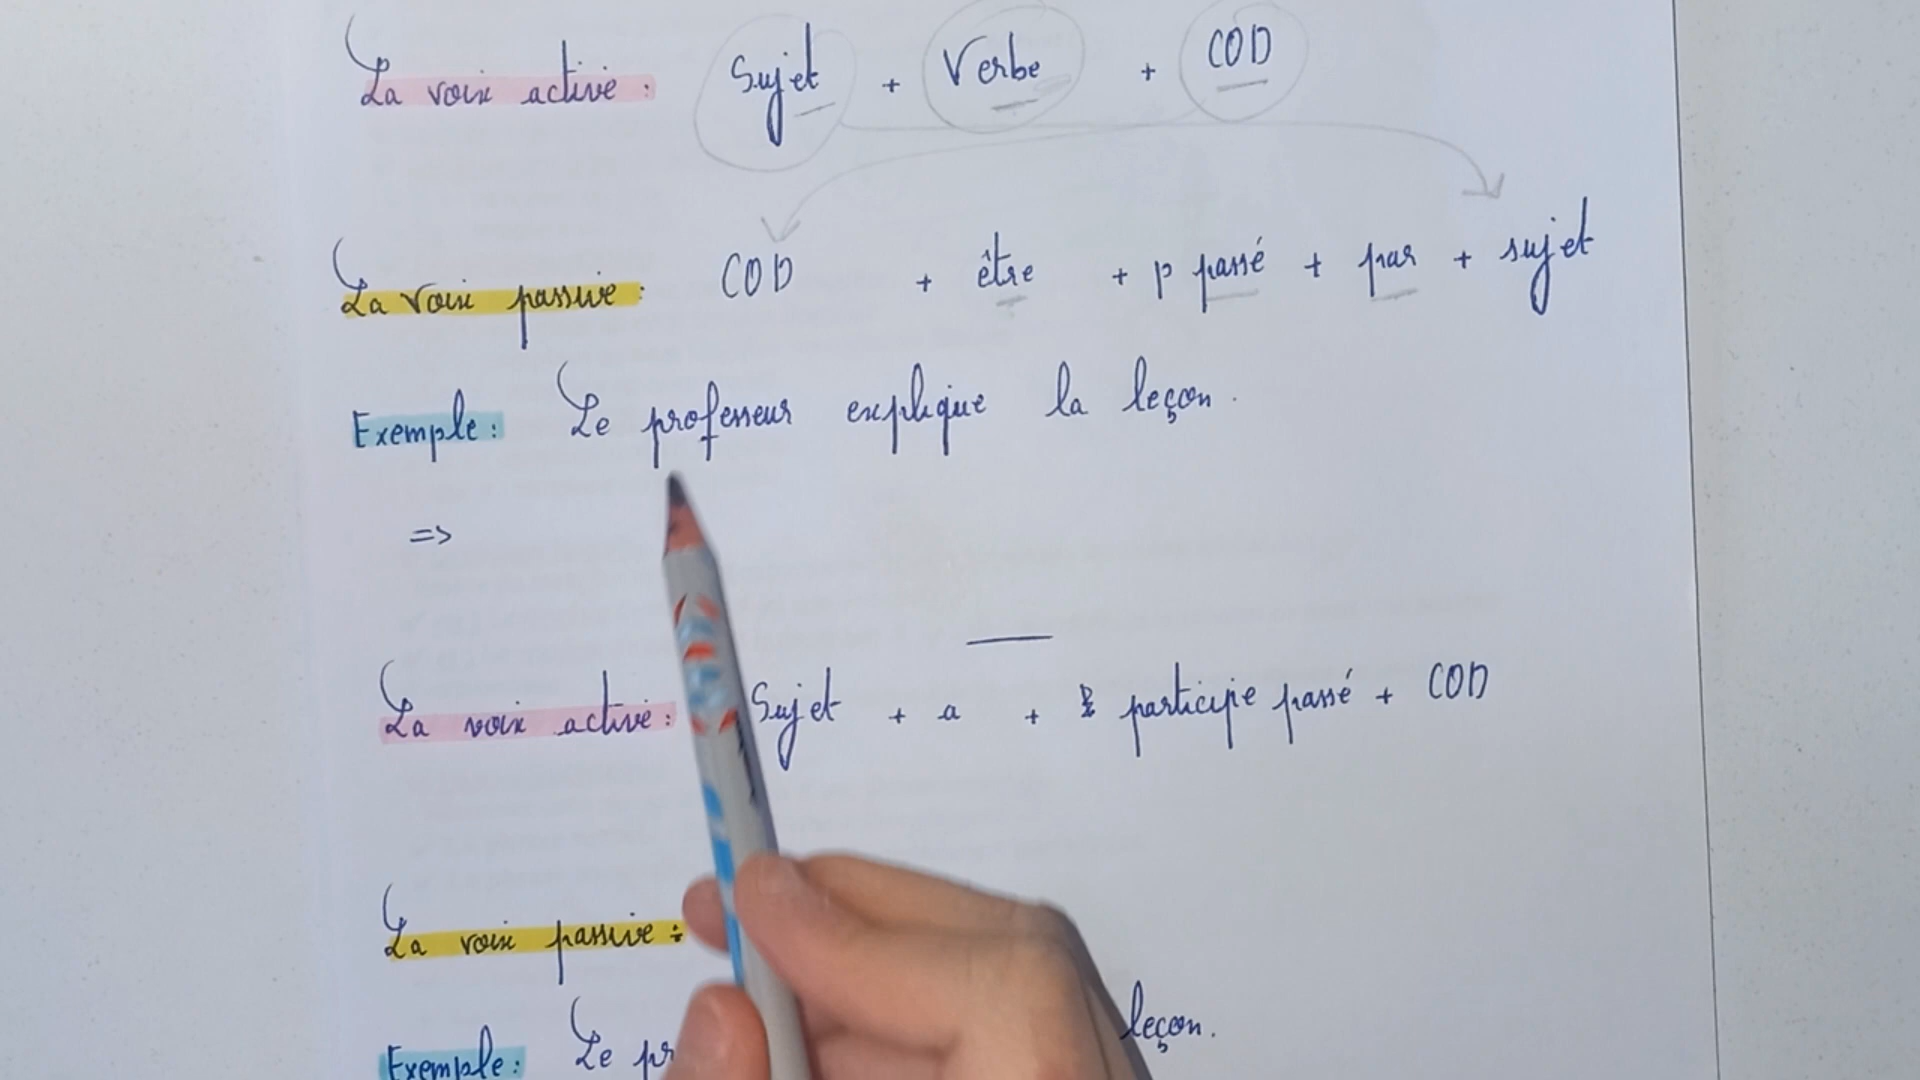 La voix active : Sujet + Verbe + COD
La voix passive : COD + être + p passé + par + sujet
Exemple : Le professeur explique la leçon.
=>
La voix active : Sujet + a + participe passé + COD
La voix passive :
Exemple : Le pr leçon.